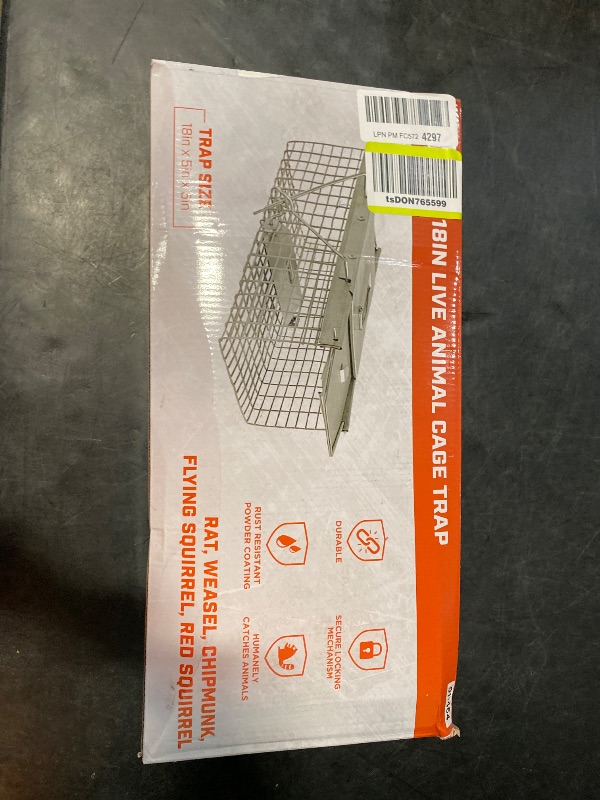 LPN PM FC572 4297
tsDON765599
18IN LIVE ANIMAL CAGE TRAP
TRAP SIZE
18in x 5in x
DURABLE
SECURE LOCKING
MECHANISM
RUST RESISTANT
POWDER COATING
HUMANELY
CATCHES ANIMALS
RAT, WEASEL, CHIPMUNK,
FLYING SQUIRREL, RED SQUIRREL